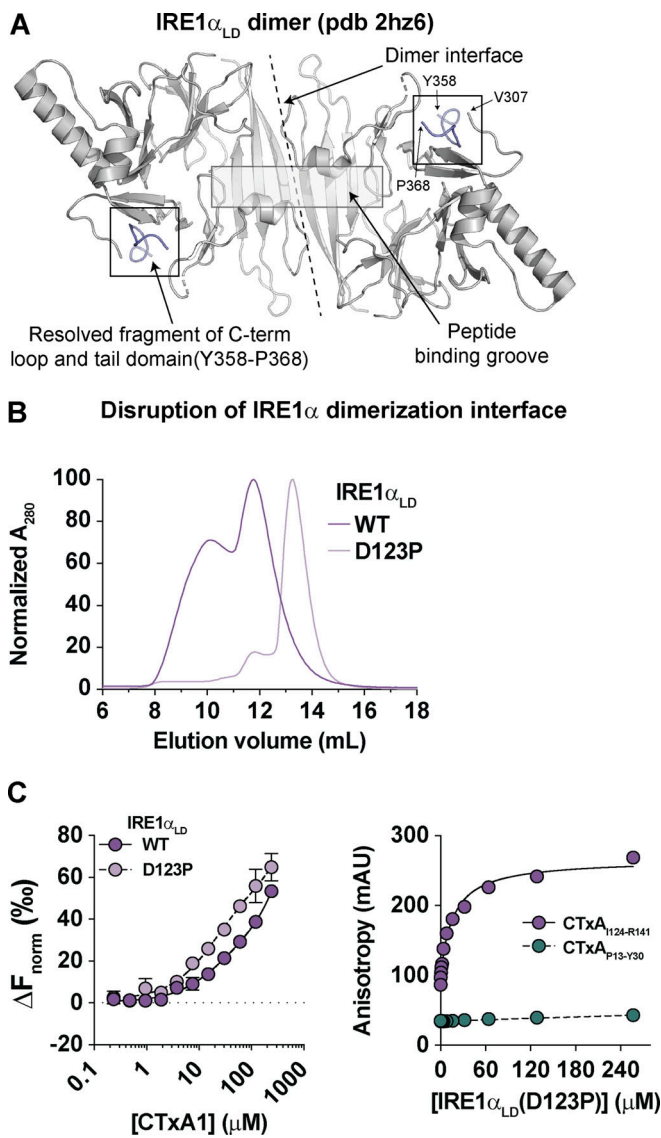 A
IRE1αLD dimer (pdb 2hz6)
Dimer interface
Y358
V307
P368
Resolved fragment of C-term
loop and tail domain(Y358-P368)
Peptide
binding groove
B
Disruption of IRE1α dimerization interface
Normalized A280
100
80
60
40
20
0
6 8 10 12 14 16 18
Elution volume (mL)
IRE1αLD
WT
D123P
C
ΔFnorm (‰)
80
60
40
20
0
-20
0.1 1 10 100 1000
[CTxA1] (μM)
IRE1αLD
WT
D123P
Anisotropy (mAU)
300
200
100
0
0 60 120 180 240
[IRE1αLD(D123P)] (μM)
CTxAI124-R141
CTxAP13-Y30